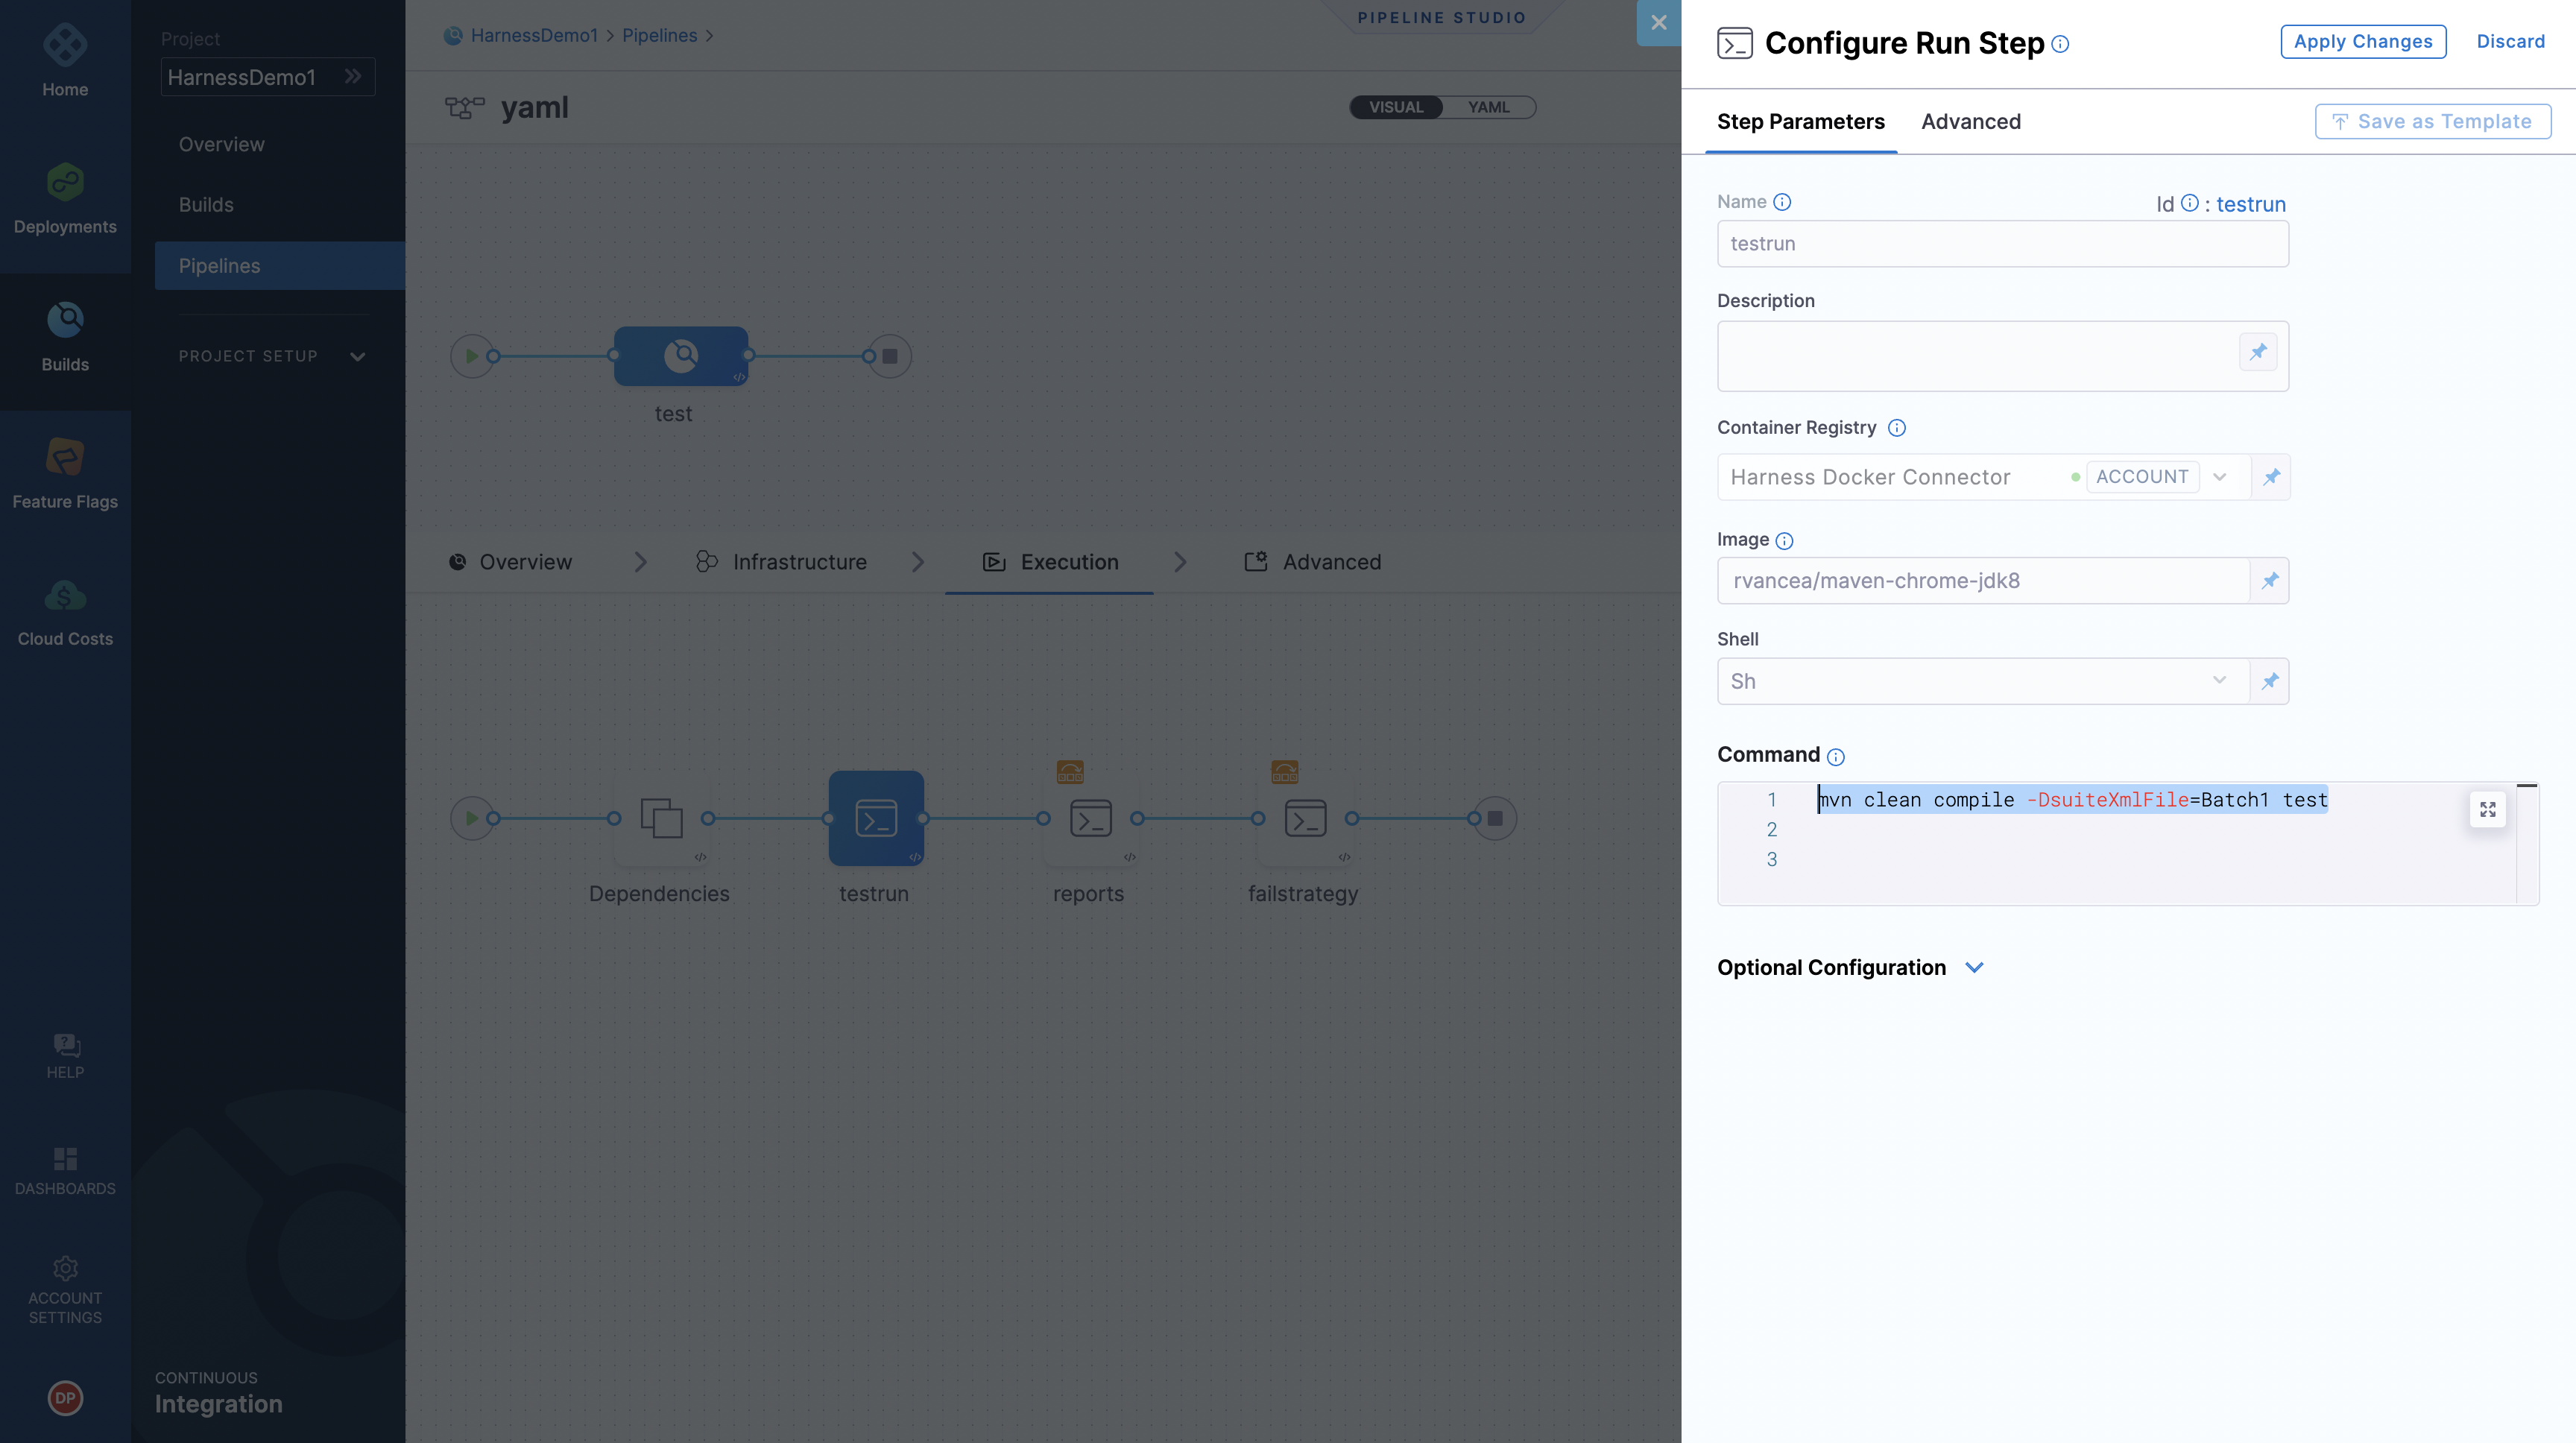 Home
Deployments
Builds
Feature Flags
Cloud Costs
HELP
DASHBOARDS
ACCOUNT
SETTINGS
DP
Project
HarnessDemo1
Overview
Builds
Pipelines
PROJECT SETUP
CONTINUOUS
Integration
HarnessDemo1 > Pipelines >
PIPELINE STUDIO
yaml
VISUAL YAML
test
Overview
Infrastructure
Execution
Advanced
Dependencies
testrun
reports
failstrategy
Configure Run Step
Apply Changes
Discard
Step Parameters
Advanced
Save as Template
Name
Id : testrun
testrun
Description
Container Registry
Harness Docker Connector
ACCOUNT
Image
rvancea/maven-chrome-jdk8
Shell
Sh
Command
1 mvn clean compile -DsuiteXmlFile=Batch1 test
2
3
Optional Configuration